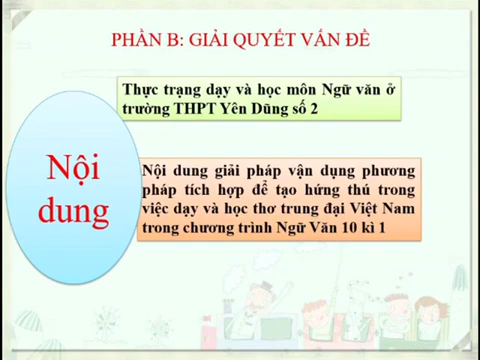 PHẦN B: GIẢI QUYẾT VẤN ĐỀ
Thực trạng dạy và học môn Ngữ văn ở
trường THPT Yên Dũng số 2
Nội
dung
Nội dung giải pháp vận dụng phương
pháp tích hợp để tạo hứng thú trong
việc dạy và học thơ trung đại Việt Nam
trong chương trình Ngữ Văn 10 kì 1